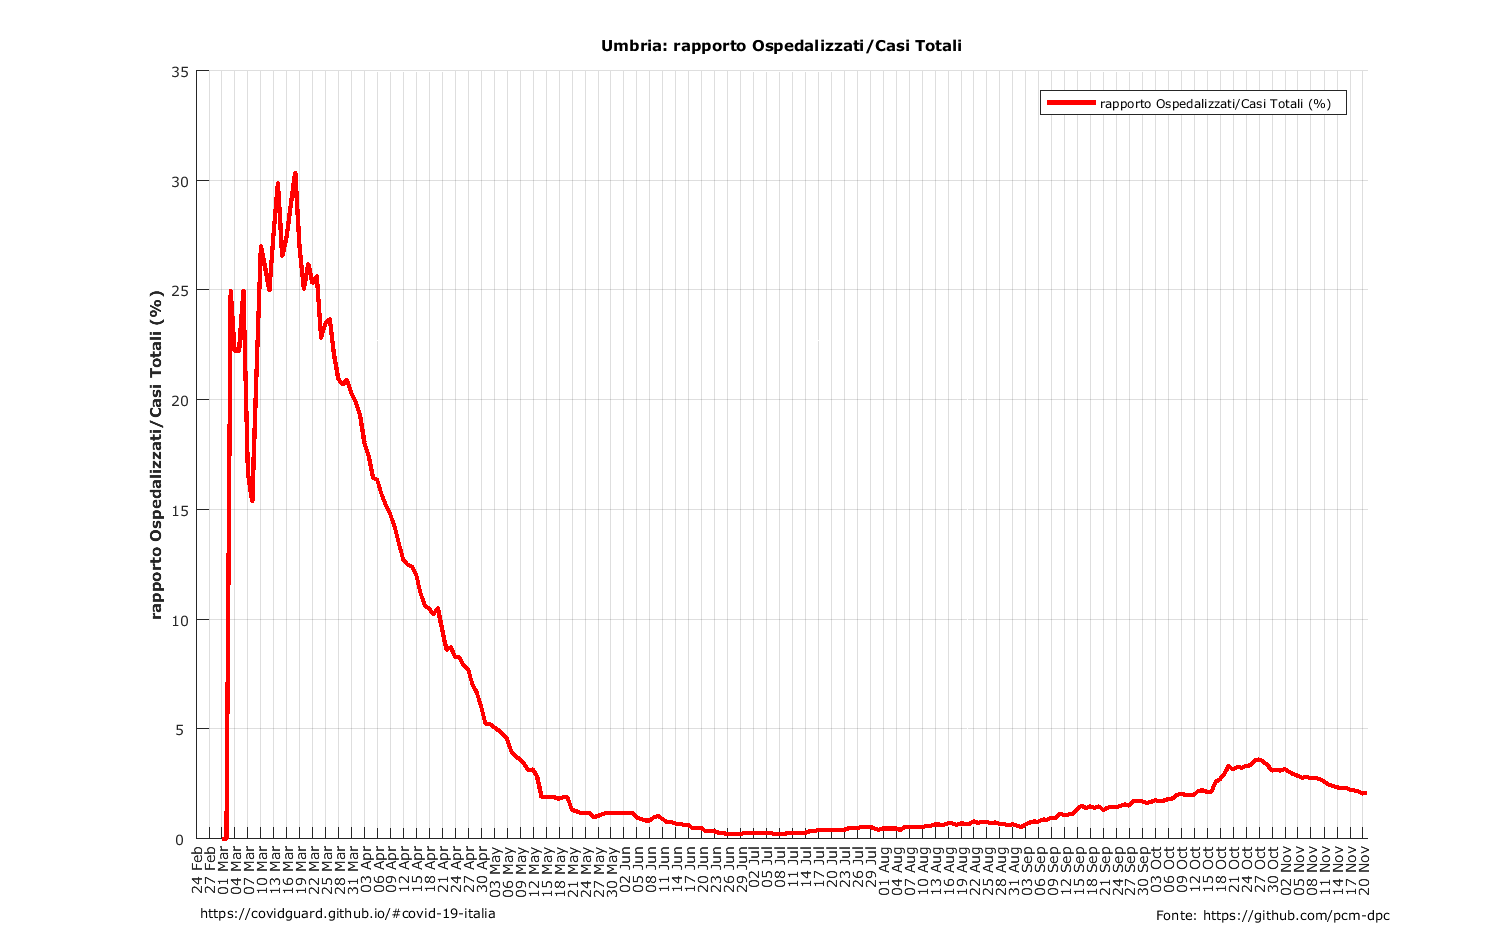 Umbria: rapporto Ospedalizzati/Casi Totali
rapporto Ospedalizzati/Casi Totali (%)
rapporto Ospedalizzati/Casi Totali (%)
35
30
25
20
15
10
5
0
24 Feb
27 Feb
01 Mar
04 Mar
07 Mar
10 Mar
13 Mar
16 Mar
19 Mar
22 Mar
25 Mar
28 Mar
31 Mar
03 Apr
06 Apr
09 Apr
12 Apr
15 Apr
18 Apr
21 Apr
24 Apr
27 Apr
30 Apr
03 May
06 May
09 May
12 May
15 May
18 May
21 May
24 May
27 May
30 May
02 Jun
05 Jun
08 Jun
11 Jun
14 Jun
17 Jun
20 Jun
23 Jun
26 Jun
29 Jun
02 Jul
05 Jul
08 Jul
11 Jul
14 Jul
17 Jul
20 Jul
23 Jul
26 Jul
29 Jul
01 Aug
04 Aug
07 Aug
10 Aug
13 Aug
16 Aug
19 Aug
22 Aug
25 Aug
28 Aug
31 Aug
03 Sep
06 Sep
09 Sep
12 Sep
15 Sep
18 Sep
21 Sep
24 Sep
27 Sep
30 Sep
03 Oct
06 Oct
09 Oct
12 Oct
15 Oct
18 Oct
21 Oct
24 Oct
27 Oct
30 Oct
02 Nov
05 Nov
08 Nov
11 Nov
14 Nov
17 Nov
20 Nov
https://covidguard.github.io/#covid-19-italia
Fonte: https://github.com/pcm-dpc